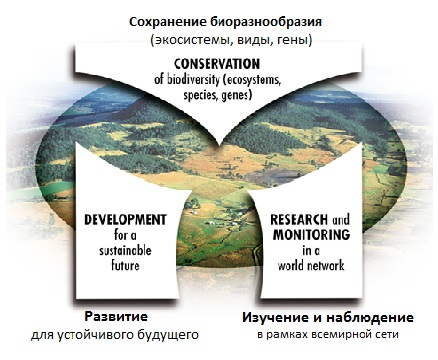 Сохранение биоразнообразия
(экосистемы, виды, гены)
CONSERVATION
of biodiversity (ecosystems,
species, genes)
DEVELOPMENT
for a
sustainable
future
RESEARCH and
MONITORING
in a
world network
Развитие
для устойчивого будущего
Изучение и наблюдение
в рамках всемирной сети